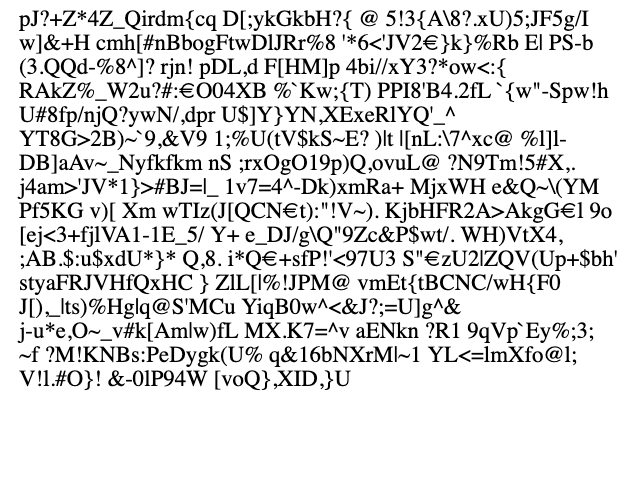 pJ?+Z*4Z_Qirdm{cq D[;ykGkbH?{ @ 5!3{A\8?.xU)5;JF5g/I
w]&+H cmh[#nBbogFtwDlJRr%8 '*6<'JV2€}k}%Rb E| PS-b
(3.QQd-%8^]? rjn! pDL,d F[HM]p 4bi//xY3?*ow<:{
RAkZ%_W2u?#:€O04XB %`Kw;{T) PPI8'B4.2fL `{w"-Spw!h
U#8fp/njQ?ywN/,dpr U$]Y}YN,XExeRlYQ'_^
YT8G>2B)~`9,&V9 1;%U(tV$kS~E? )|t |[nL:\7^xc@ %l]l-
DB]aAv~_Nyfkfkm nS ;rxOgO19p)Q,ovuL@ ?N9Tm!5#X,.
j4am>'JV*1}>#BJ=|_ 1v7=4^-Dk)xmRa+ MjxWH e&Q~\(YM
Pf5KG v)[ Xm wTIz(J[QCN€t):"!V~). KjbHFR2A>AkgG€l 9o
[ej<3+fjlVA1-1E_5/ Y+ e_DJ/g\Q"9Zc&P$wt/. WH)VtX4,
;AB.$:u$xdU*}* Q,8. i*Q€+sfP!'<97U3 S"€zU2|ZQV(Up+$bh'
styaFRJVHfQxHC } ZlL[|%!JPM@ vmEt{tBCNC/wH{F0
J[),_|ts)%Hg|q@S'MCu YiqB0w^<&J?;=U]g^&
j-u*e,O~_v#k[Am|w)fL MX.K7=^v aENkn ?R1 9qVp`Ey%;3;
~f ?M!KNBs:PeDygk(U% q&16bNXrM|~1 YL<=lmXfo@l;
V!l.#O}! &-0lP94W [voQ},XID,}U